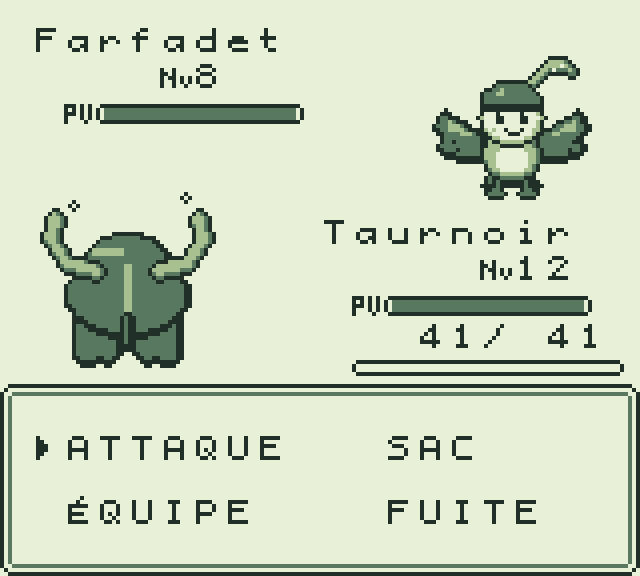 Farfadet
Nv8
PV
Taurnoir
Nv12
PV
41/ 41
ATTAQUE SAC
ÉQUIPE FUITE